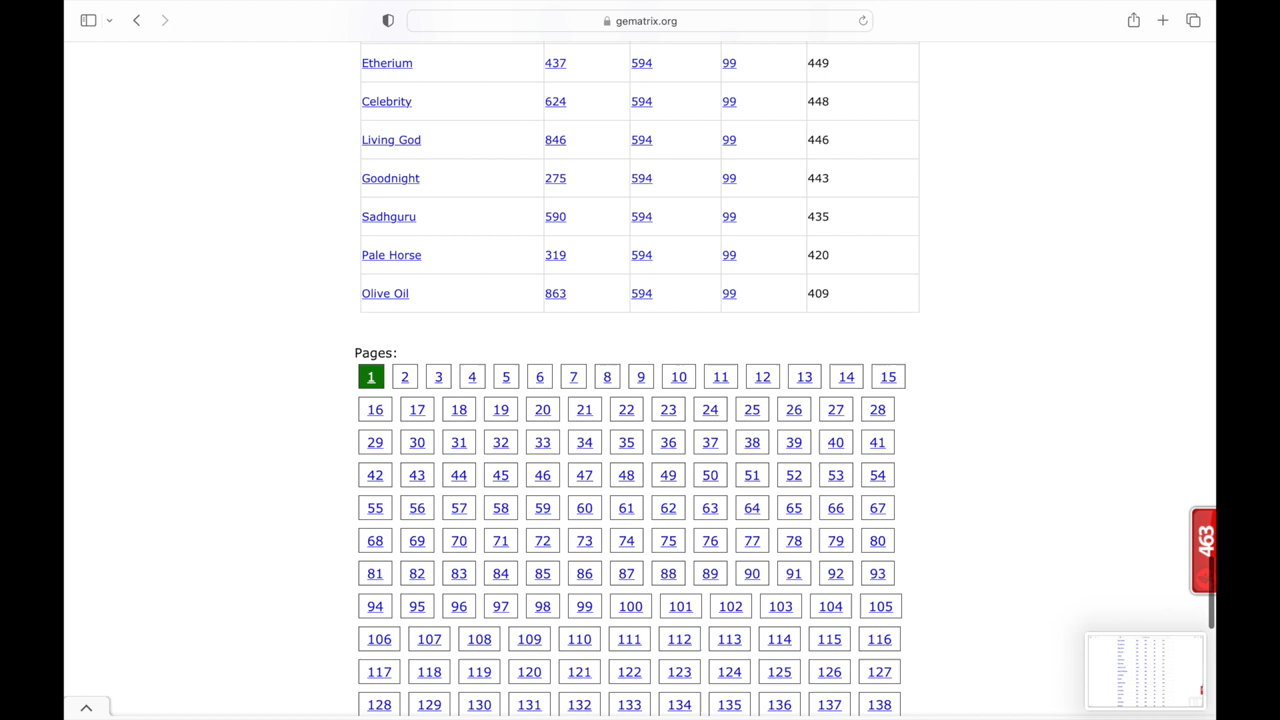 gematrix.org
Etherium 437 594 99 449
Celebrity 624 594 99 448
Living God 846 594 99 446
Goodnight 275 594 99 443
Sadhguru 590 594 99 435
Pale Horse 319 594 99 420
Olive Oil 863 594 99 409
Pages:
1 2 3 4 5 6 7 8 9 10 11 12 13 14 15
16 17 18 19 20 21 22 23 24 25 26 27 28
29 30 31 32 33 34 35 36 37 38 39 40 41
42 43 44 45 46 47 48 49 50 51 52 53 54
55 56 57 58 59 60 61 62 63 64 65 66 67
68 69 70 71 72 73 74 75 76 77 78 79 80
81 82 83 84 85 86 87 88 89 90 91 92 93
94 95 96 97 98 99 100 101 102 103 104 105
106 107 108 109 110 111 112 113 114 115 116
117 118 119 120 121 122 123 124 125 126 127
128 129 130 131 132 133 134 135 136 137 138
463